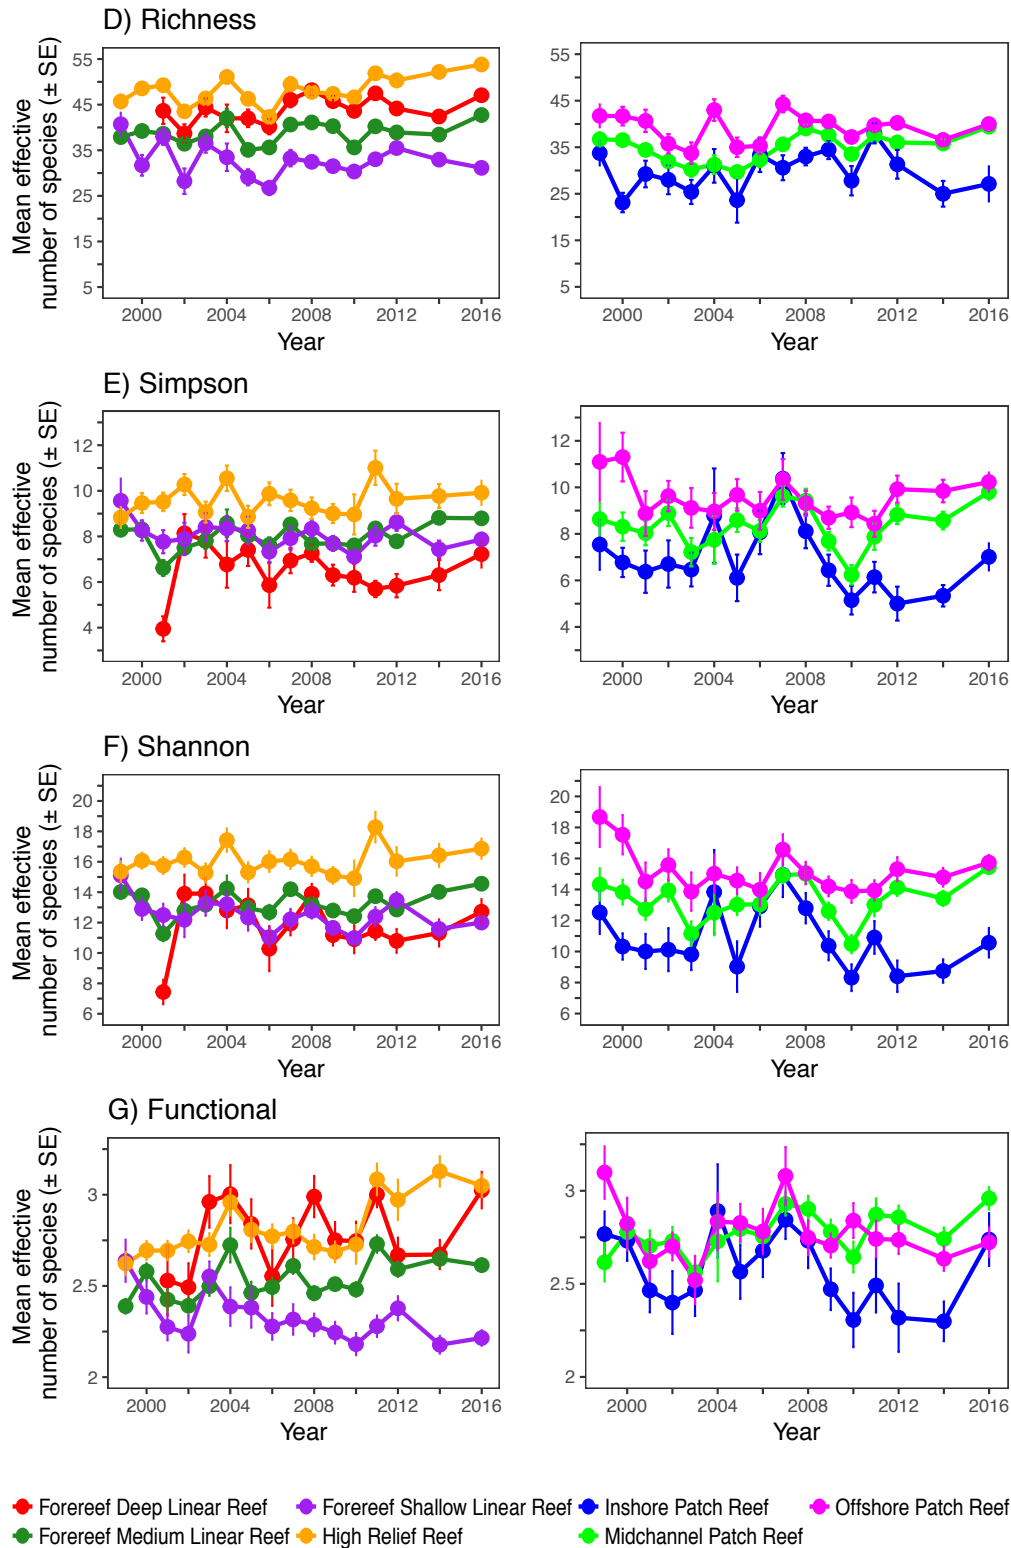 D) Richness
Mean effective
number of species (± SE)
55
45
35
25
15
5
2000 2004 2008 2012 2016
Year
55
45
35
25
15
5
2000 2004 2008 2012 2016
Year
E) Simpson
Mean effective
number of species (± SE)
12
10
8
6
4
2000 2004 2008 2012 2016
Year
12
10
8
6
4
2000 2004 2008 2012 2016
Year
F) Shannon
Mean effective
number of species (± SE)
20
18
16
14
12
10
8
6
2000 2004 2008 2012 2016
Year
20
18
16
14
12
10
8
6
2000 2004 2008 2012 2016
Year
G) Functional
Mean effective
number of species (± SE)
3
2.5
2
2000 2004 2008 2012 2016
Year
3
2.5
2
2000 2004 2008 2012 2016
Year
Forereef Deep Linear Reef Forereef Shallow Linear Reef Inshore Patch Reef Offshore Patch Reef
Forereef Medium Linear Reef High Relief Reef Midchannel Patch Reef